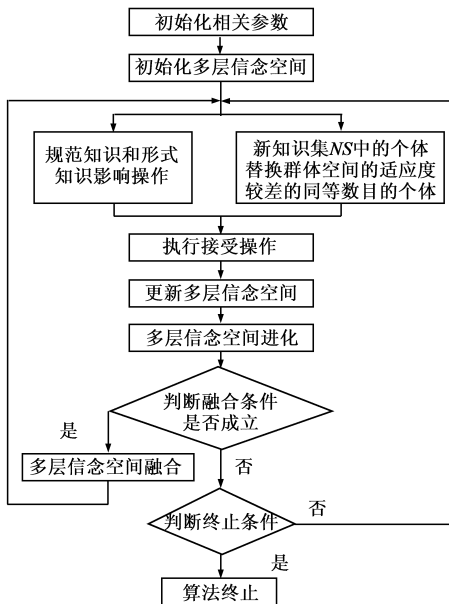 初始化相关参数
初始化多层信念空间
规范知识和形式
知识影响操作
新知识集NS中的个体
替换群体空间的适应度
较差的同等数目的个体
执行接受操作
更新多层信念空间
多层信念空间进化
判断融合条件
是否成立
是
多层信念空间融合
否
判断终止条件
否
是
算法终止